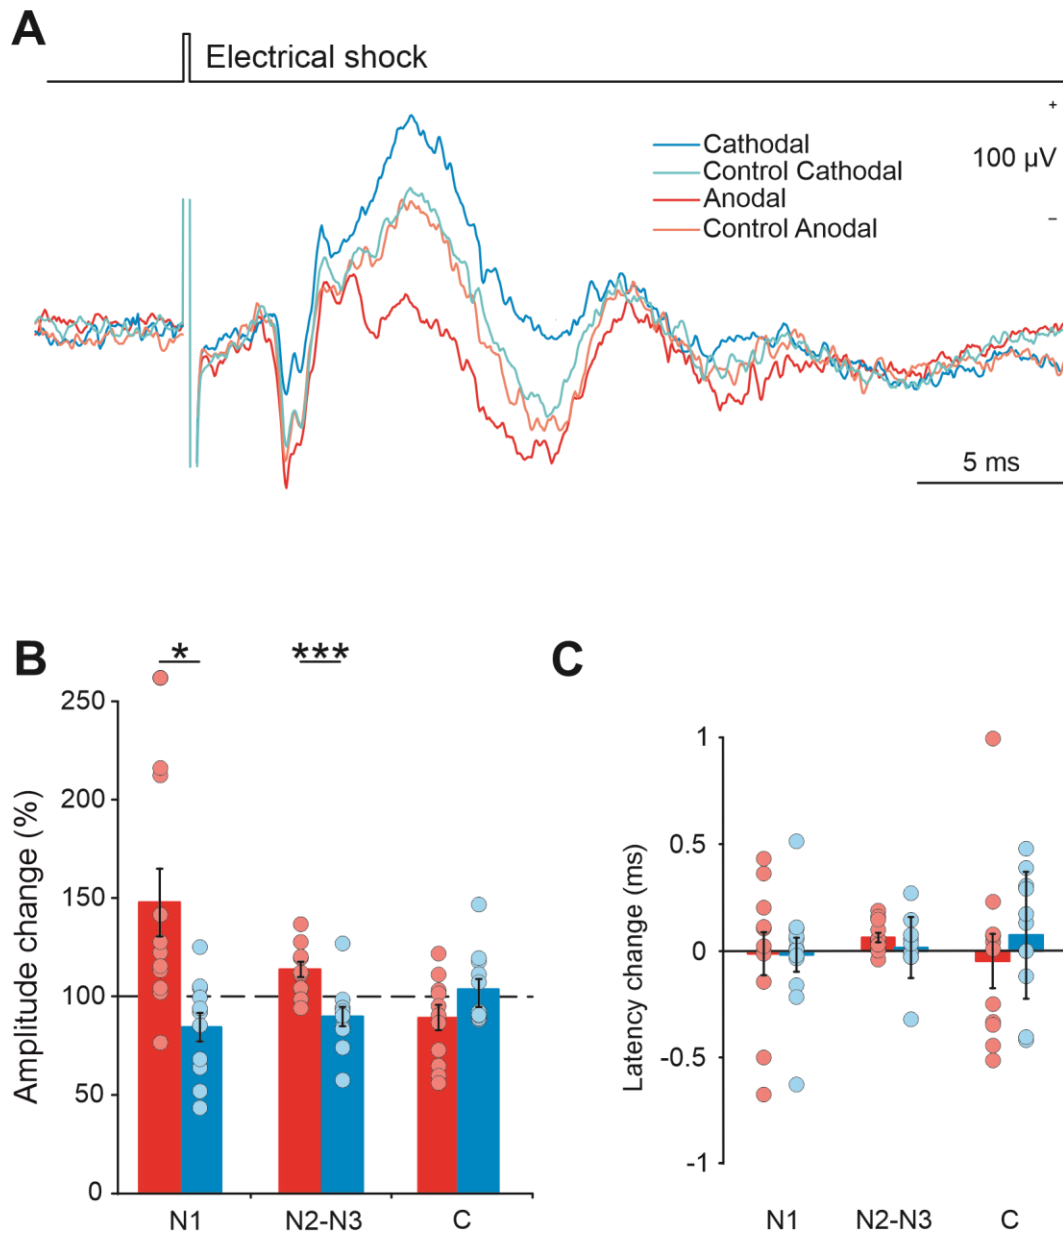 A
Electrical shock
+
Cathodal
100 µV
Control Cathodal
Anodal
−
Control Anodal
5 ms
B
* ***
250
200
150
100
50
0
Amplitude change (%)
N1 N2-N3 C
C
1
0.5
0
-0.5
-1
Latency change (ms)
N1 N2-N3 C